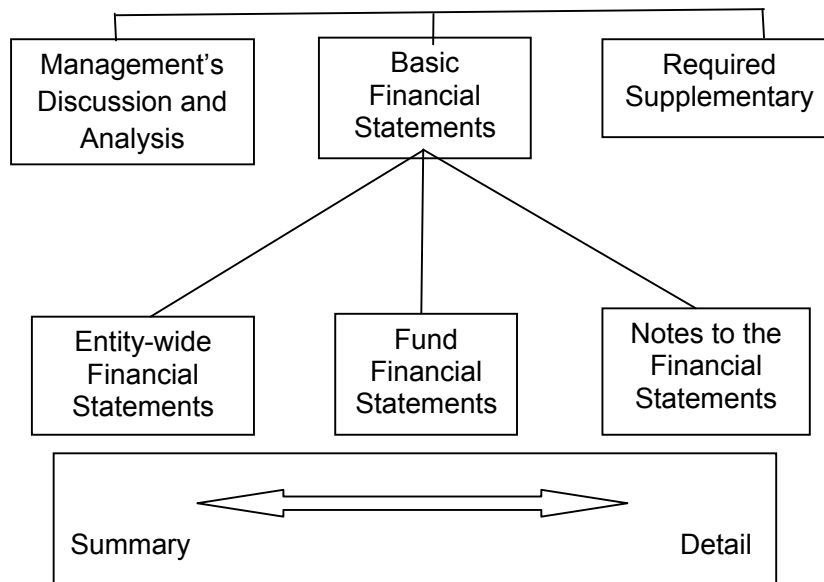 Management’s
Discussion and
Analysis
Basic
Financial
Statements
Required
Supplementary
Entity-wide
Financial
Statements
Fund
Financial
Statements
Notes to the
Financial
Statements
Summary
Detail